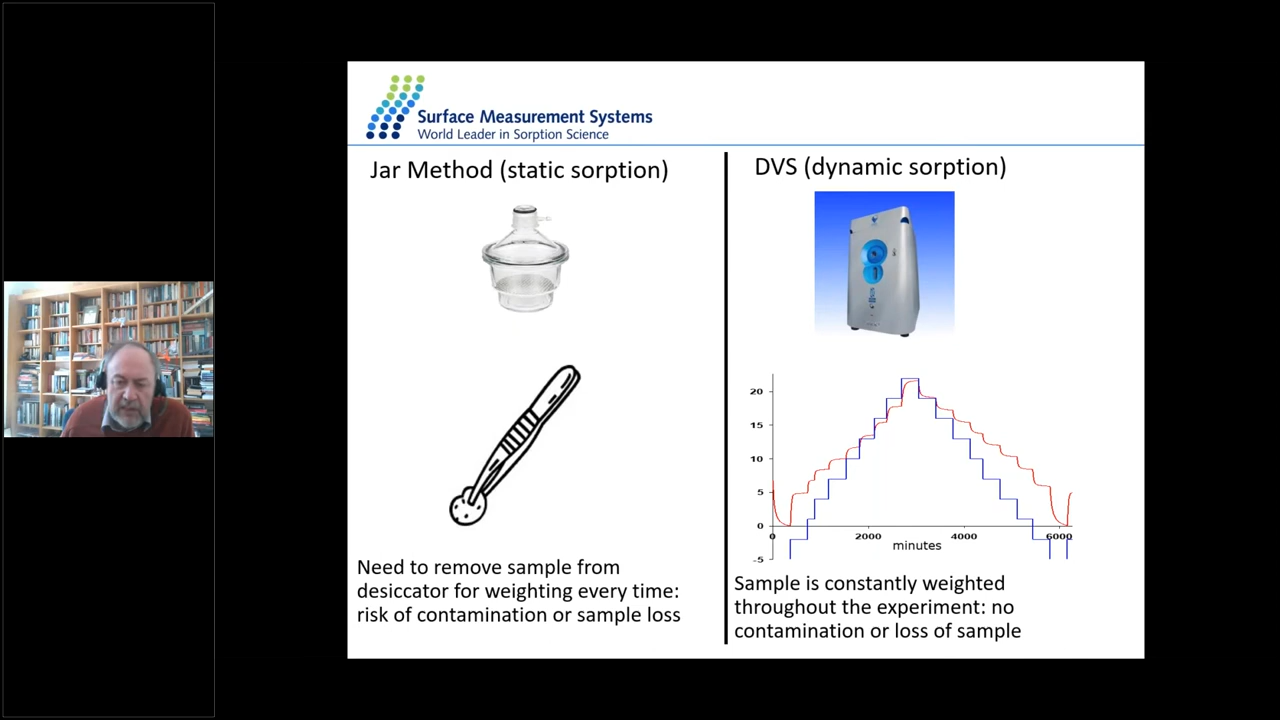 Surface Measurement Systems
World Leader in Sorption Science
Jar Method (static sorption)
Need to remove sample from
desiccator for weighting every time:
risk of contamination or sample loss
DVS (dynamic sorption)
20
15
10
5
0
-5
0 2000 4000 6000
minutes
Sample is constantly weighted
throughout the experiment: no
contamination or loss of sample